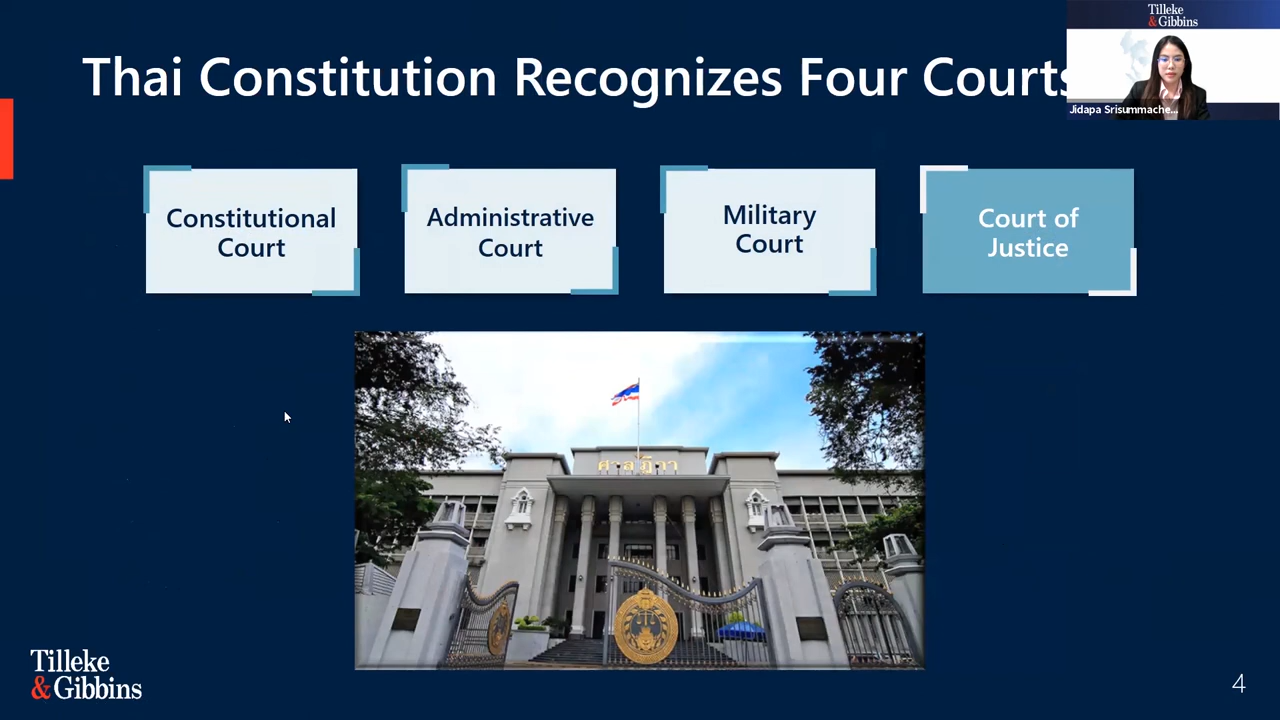 Thai Constitution Recognizes Four Courts
Tilleke
& Gibbins
Jidapa Srisummache...
Constitutional
Court
Administrative
Court
Military
Court
Court of
Justice
ศาลฎีกา
Tilleke
& Gibbins
4